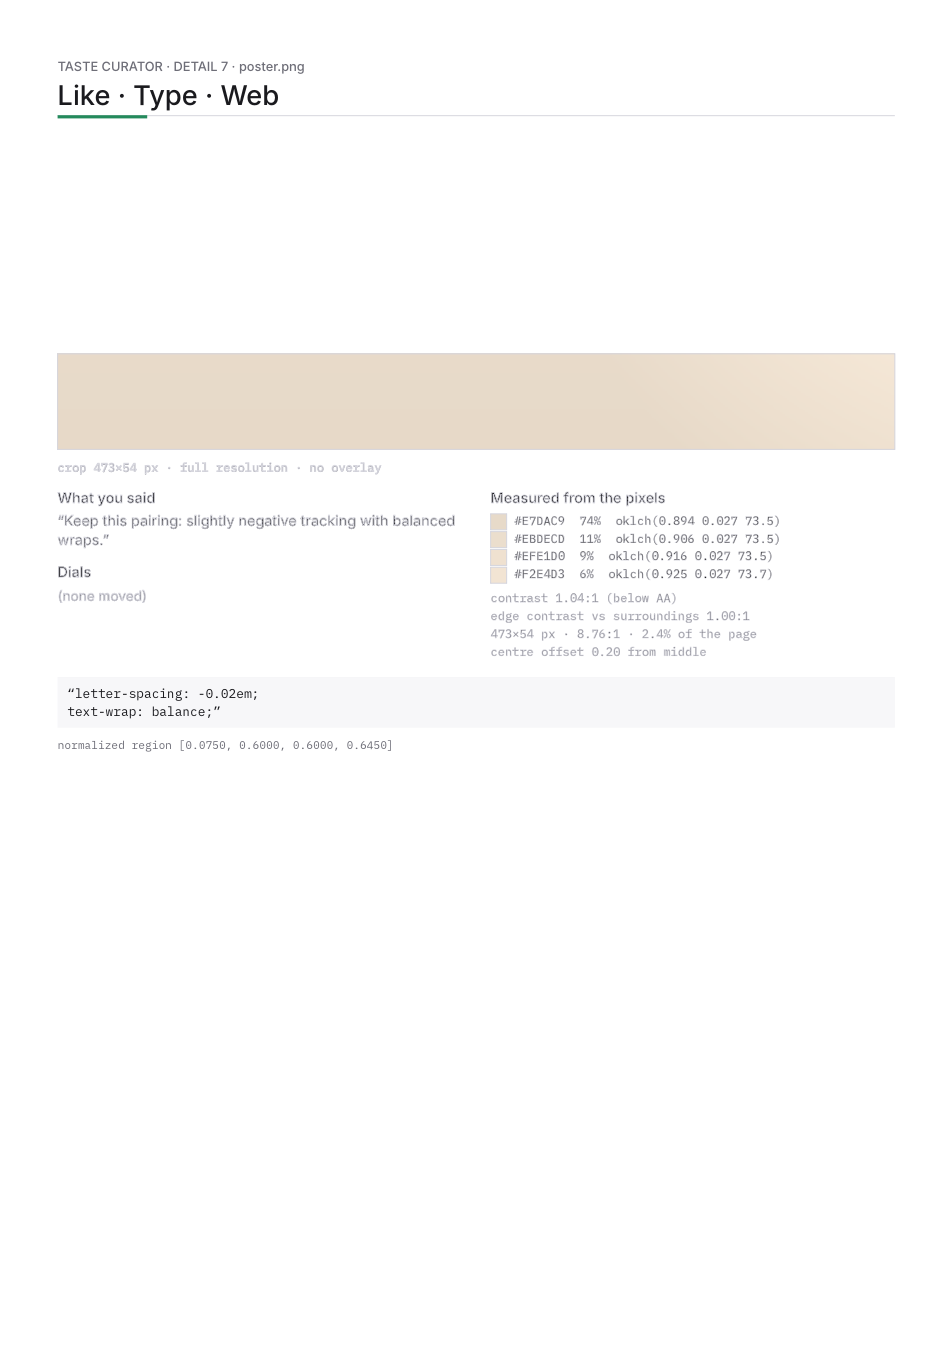 TASTE CURATOR · DETAIL 7 · poster.png
Like · Type · Web
crop 473×54 px · full resolution · no overlay
What you said
“Keep this pairing: slightly negative tracking with balanced
wraps.”
Dials
(none moved)
Measured from the pixels
#E7DAC9 74% oklch(0.894 0.027 73.5)
#EBDECD 11% oklch(0.906 0.027 73.5)
#EFE1D0 9% oklch(0.916 0.027 73.5)
#F2E4D3 6% oklch(0.925 0.027 73.7)
contrast 1.04:1 (below AA)
edge contrast vs surroundings 1.00:1
473×54 px · 8.76:1 · 2.4% of the page
centre offset 0.20 from middle
“letter-spacing: -0.02em;
text-wrap: balance;”
normalized region [0.0750, 0.6000, 0.6000, 0.6450]